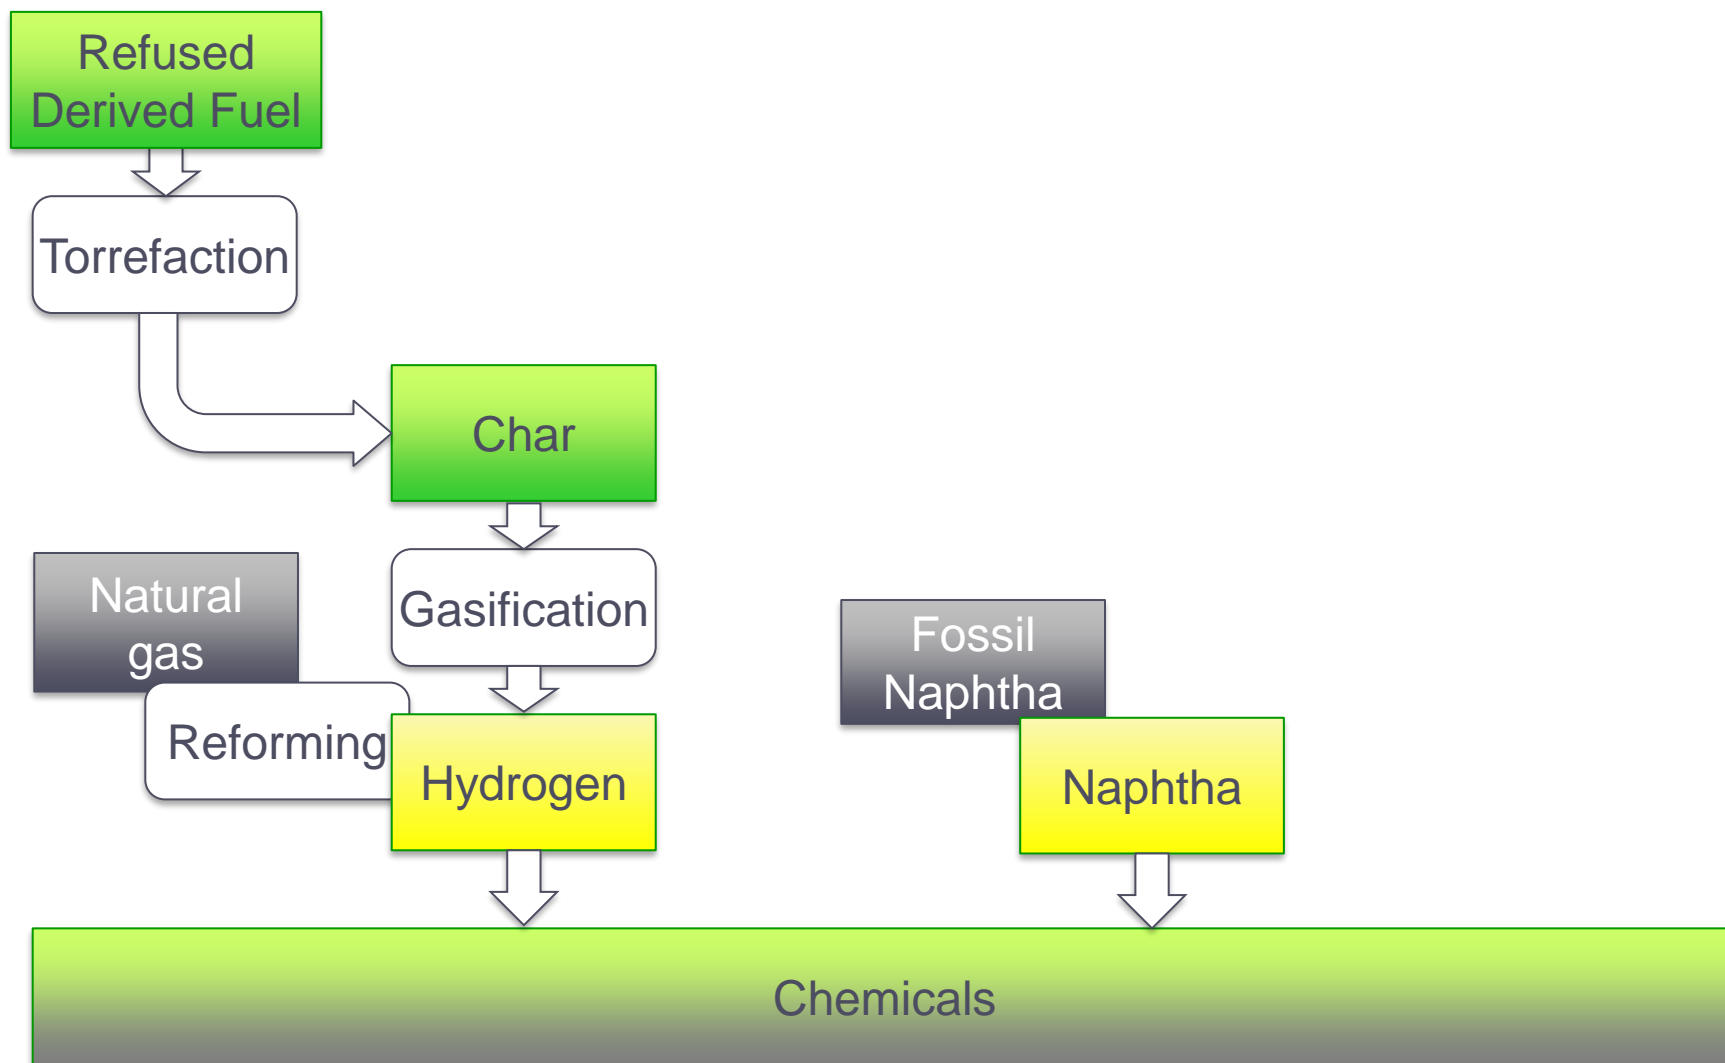 Refused
Derived Fuel
Torrefaction
Char
Natural
gas
Gasification
Fossil
Naphtha
Reforming
Hydrogen
Naphtha
Chemicals